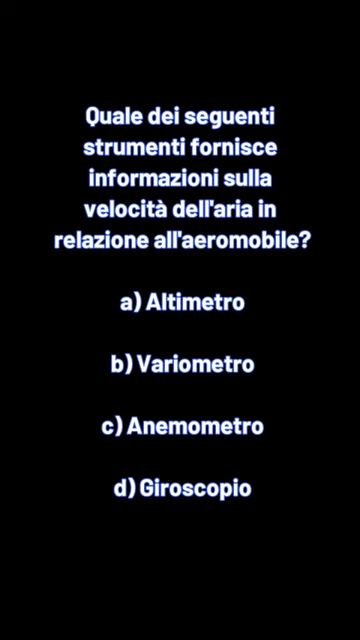 Quale dei seguenti
strumenti fornisce
informazioni sulla
velocità dell'aria in
relazione all'aeromobile?
a) Altimetro
b) Variometro
c) Anemometro
d) Giroscopio